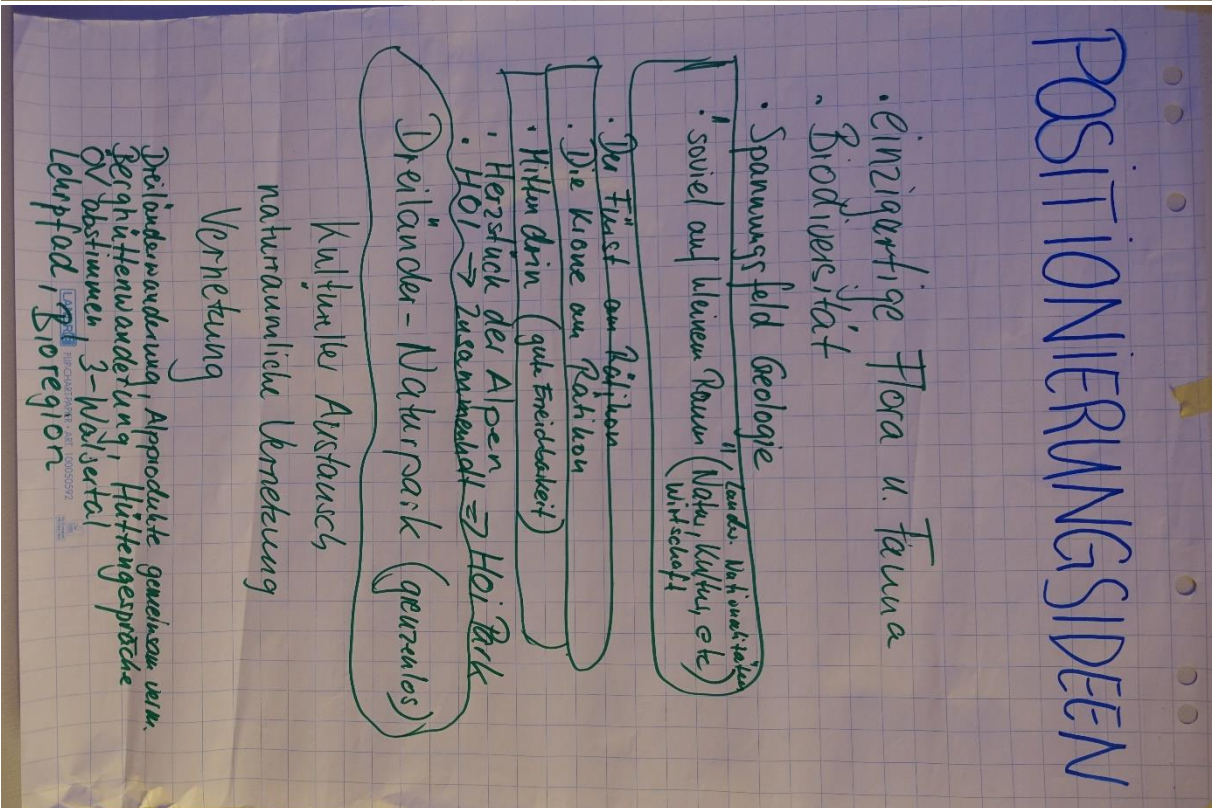 POSITIONIERUNGSIDEEN
· einzigartige Flora u. Fauna
· Biodiversität
· Spannungsfeld Geologie
Länder, Nationalitäten
· "soviel auf kleinem Raum" (Natur, Kultur, etc)
Wirtschaft
· Der Fürst am Rätikon
· Die Krone am Rätikon
· Mitten drin (gute Erreichbarkeit)
· Herzstück der Alpen
· HOI → Zusammenhalt ⇒ Hoi Park
Dreiländer-Naturpark (grenzenlos)
Kultureller Austausch
naturräumliche Vernetzung
Vernetzung
Dreiländerwanderung, Alpprodukte gemeinsam verm.
Berghüttenwanderung, Hüttengespräche
ÖV abstimmen 3-Walsertal
Lehrpfad, Bioregion